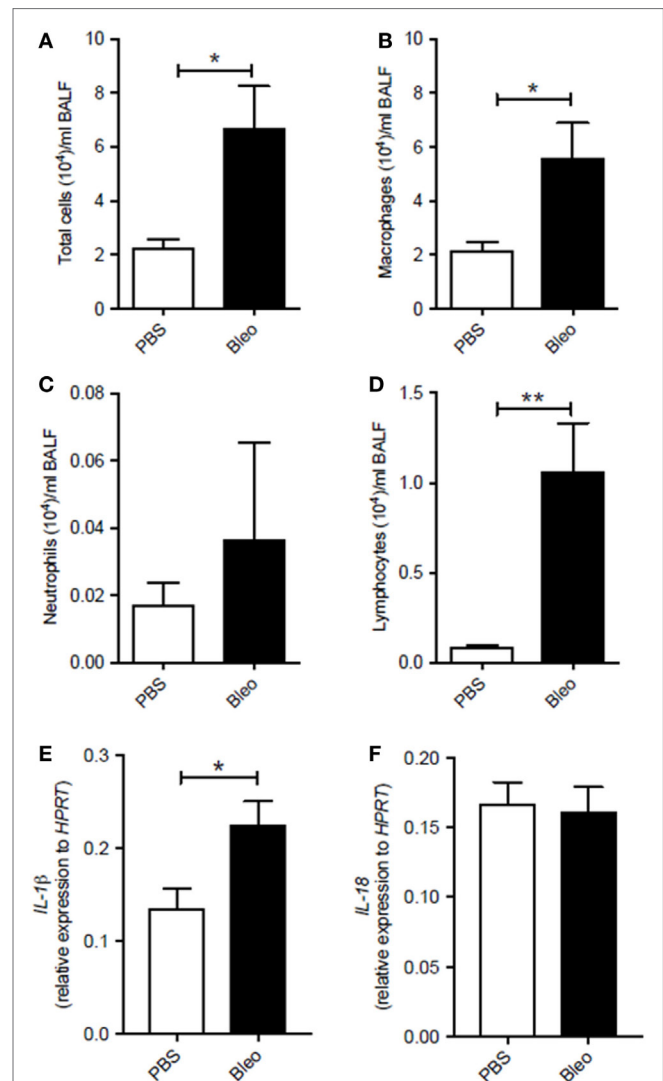 A
Total cells (10⁴)/ml BALF
10
8
6
4
2
0
*
PBS
Bleo
B
Macrophages (10⁴)/ml BALF
10
8
6
4
2
0
*
PBS
Bleo
C
Neutrophils (10⁴)/ml BALF
0.08
0.06
0.04
0.02
0.00
PBS
Bleo
D
Lymphocytes (10⁴)/ml BALF
1.5
1.0
0.5
0.0
**
PBS
Bleo
E
IL-1β
(relative expression to HPRT)
0.3
0.2
0.1
0.0
*
PBS
Bleo
F
IL-18
(relative expression to HPRT)
0.20
0.15
0.10
0.05
0.00
PBS
Bleo